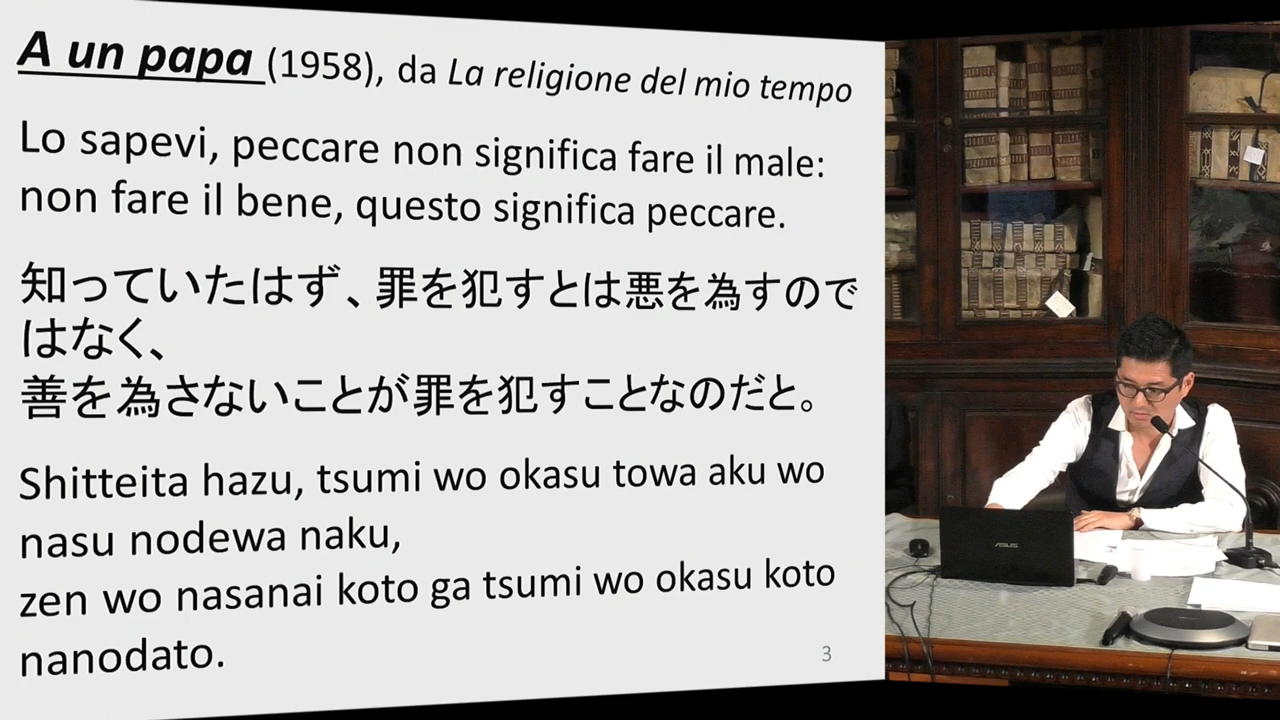 A un papa (1958), da La religione del mio tempo
Lo sapevi, peccare non significa fare il male:
non fare il bene, questo significa peccare.
知っていたはず、罪を犯すとは悪を為すので
はなく、
善を為さないことが罪を犯すことなのだと。
Shitteita hazu, tsumi wo okasu towa aku wo
nasu nodewa naku,
zen wo nasanai koto ga tsumi wo okasu koto
nanodato.
3
ASUS